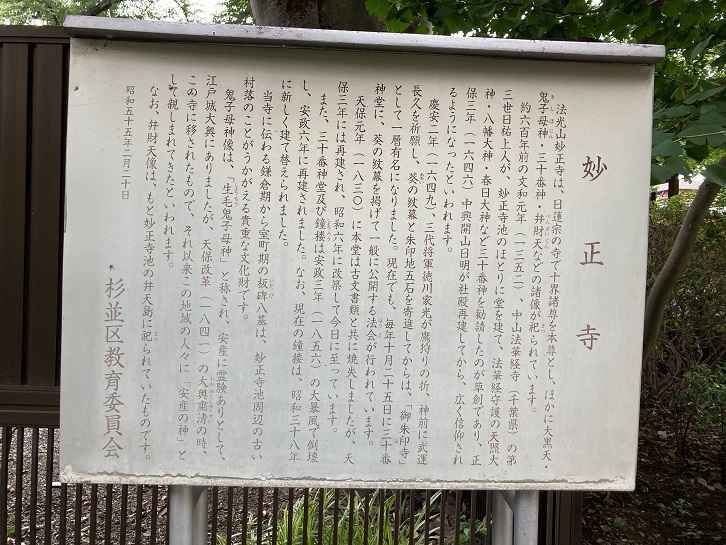 妙正寺
法光山妙正寺は、日蓮宗の寺で十界諸尊を本尊とし、ほかに大黒天・
鬼子母神・三十番神・弁財天などの諸像が祀られています。
約六百年前の文和元年(一三五二)、中山法華経寺(千葉県)の第
三世日祐上人が、妙正寺池のほとりに堂を建て、法華経守護の天照大
神・八幡大神・春日大神など三十番神を勧請したのが草創であり、正
保三年(一六四六)中興開山日明が社殿再建してから、広く信仰され
るようになったといわれます。
慶安二年(一六四九)、三代将軍徳川家光が鷹狩りの折、神前に武運
長久を祈願し、葵の紋幕と朱印地五石を寄進してからは、「御朱印寺」
として一層有名になりました。現在でも、毎年十月二十五日に三十番
神堂に、葵の紋幕を掲げて一般に公開する法会が行われています。
天保元年(一八三〇)に本堂は古文書類と共に焼失しましたが、天
保三年には再建され、昭和六年に改築して今日に至っています。
また、三十番神堂及び鐘楼は安政三年(一八五六)の大暴風で倒壊
し、安政六年に再建されました。なお、現在の鐘楼は、昭和三十八年
に新しく建て替えられました。
当寺に伝わる鎌倉期から室町期の板碑八基は、妙正寺池周辺の古い
村落のことがうかがえる貴重な文化財です。
鬼子母神像は、「生毛鬼子母神」と称され、安産に霊験ありとして、
江戸城大奥にありましたが、天保改革(一八四一)の大奥粛清の時、
この寺に移されたもので、それ以来この地域の人々に「安産の神」と
して親しまれてきたといわれます。
なお、弁財天像は、もと妙正寺池の弁天島に祀られていたものです。
昭和五十五年二月二十日
杉並区教育委員会